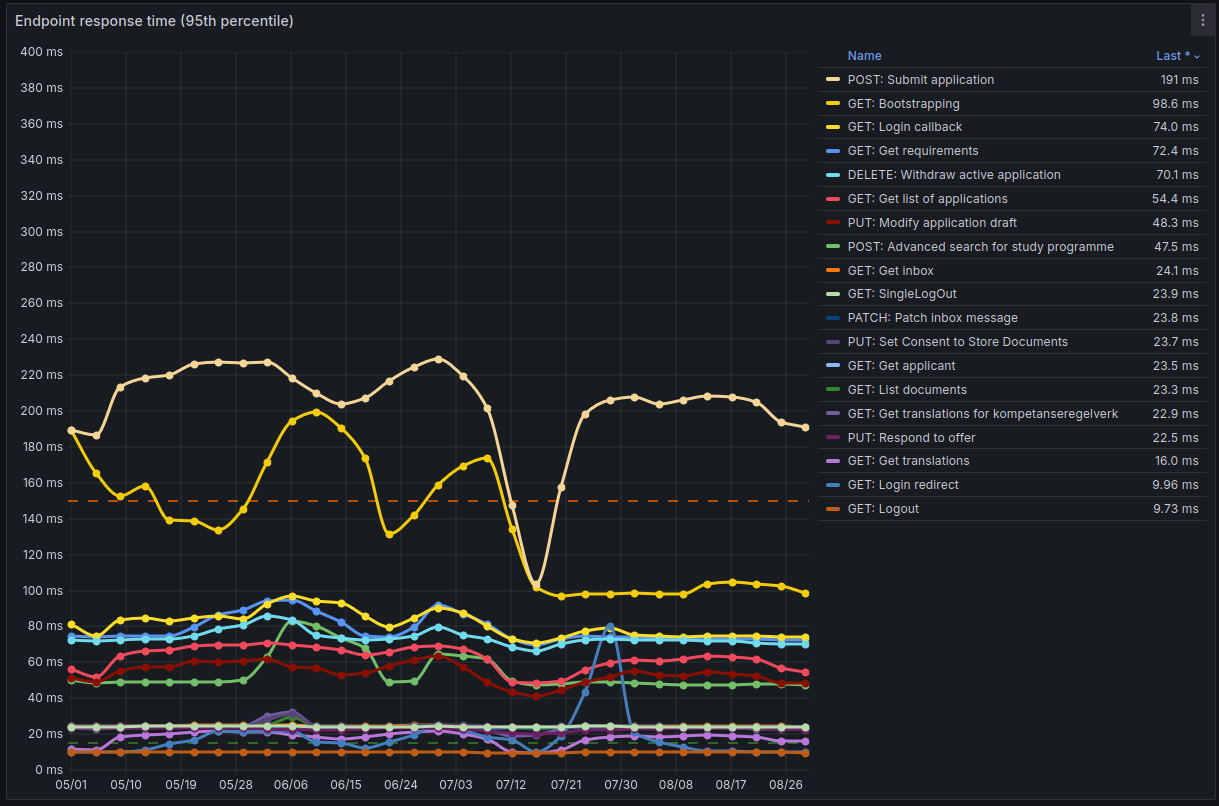 Endpoint response time (95th percentile)
400 ms
380 ms
360 ms
340 ms
320 ms
300 ms
280 ms
260 ms
240 ms
220 ms
200 ms
180 ms
160 ms
140 ms
120 ms
100 ms
80 ms
60 ms
40 ms
20 ms
0 ms
05/01 05/10 05/19 05/28 06/06 06/15 06/24 07/03 07/12 07/21 07/30 08/08 08/17 08/26
Name Last *
POST: Submit application 191 ms
GET: Bootstrapping 98.6 ms
GET: Login callback 74.0 ms
GET: Get requirements 72.4 ms
DELETE: Withdraw active application 70.1 ms
GET: Get list of applications 54.4 ms
PUT: Modify application draft 48.3 ms
POST: Advanced search for study programme 47.5 ms
GET: Get inbox 24.1 ms
GET: SingleLogOut 23.9 ms
PATCH: Patch inbox message 23.8 ms
PUT: Set Consent to Store Documents 23.7 ms
GET: Get applicant 23.5 ms
GET: List documents 23.3 ms
GET: Get translations for kompetanseregelverk 22.9 ms
PUT: Respond to offer 22.5 ms
GET: Get translations 16.0 ms
GET: Login redirect 9.96 ms
GET: Logout 9.73 ms